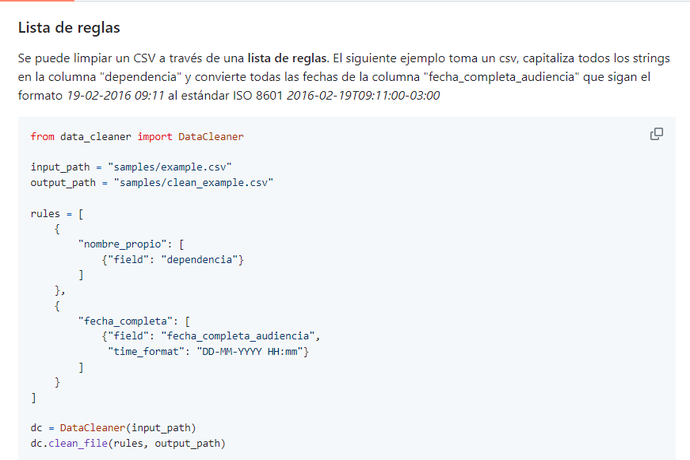 Lista de reglas
Se puede limpiar un CSV a través de una lista de reglas. El siguiente ejemplo toma un csv, capitaliza todos los strings
en la columna "dependencia" y convierte todas las fechas de la columna "fecha_completa_audiencia" que sigan el
formato 19-02-2016 09:11 al estándar ISO 8601 2016-02-19T09:11:00-03:00
from data_cleaner import DataCleaner
input_path = "samples/example.csv"
output_path = "samples/clean_example.csv"
rules = [
    {
        "nombre_propio": [
            {"field": "dependencia"}
        ]
    },
    {
        "fecha_completa": [
            {"field": "fecha_completa_audiencia",
             "time_format": "DD-MM-YYYY HH:mm"}
        ]
    }
]
dc = DataCleaner(input_path)
dc.clean_file(rules, output_path)